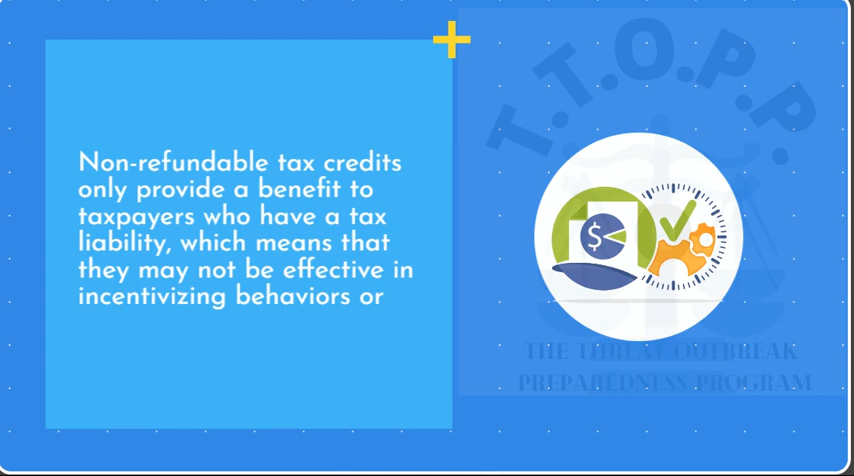 Non-refundable tax credits
only provide a benefit to
taxpayers who have a tax
liability, which means that
they may not be effective in
incentivizing behaviors or
T.T.O.P.P.
$
THE THREAT OUTBREAK
PREPAREDNESS PROGRAM